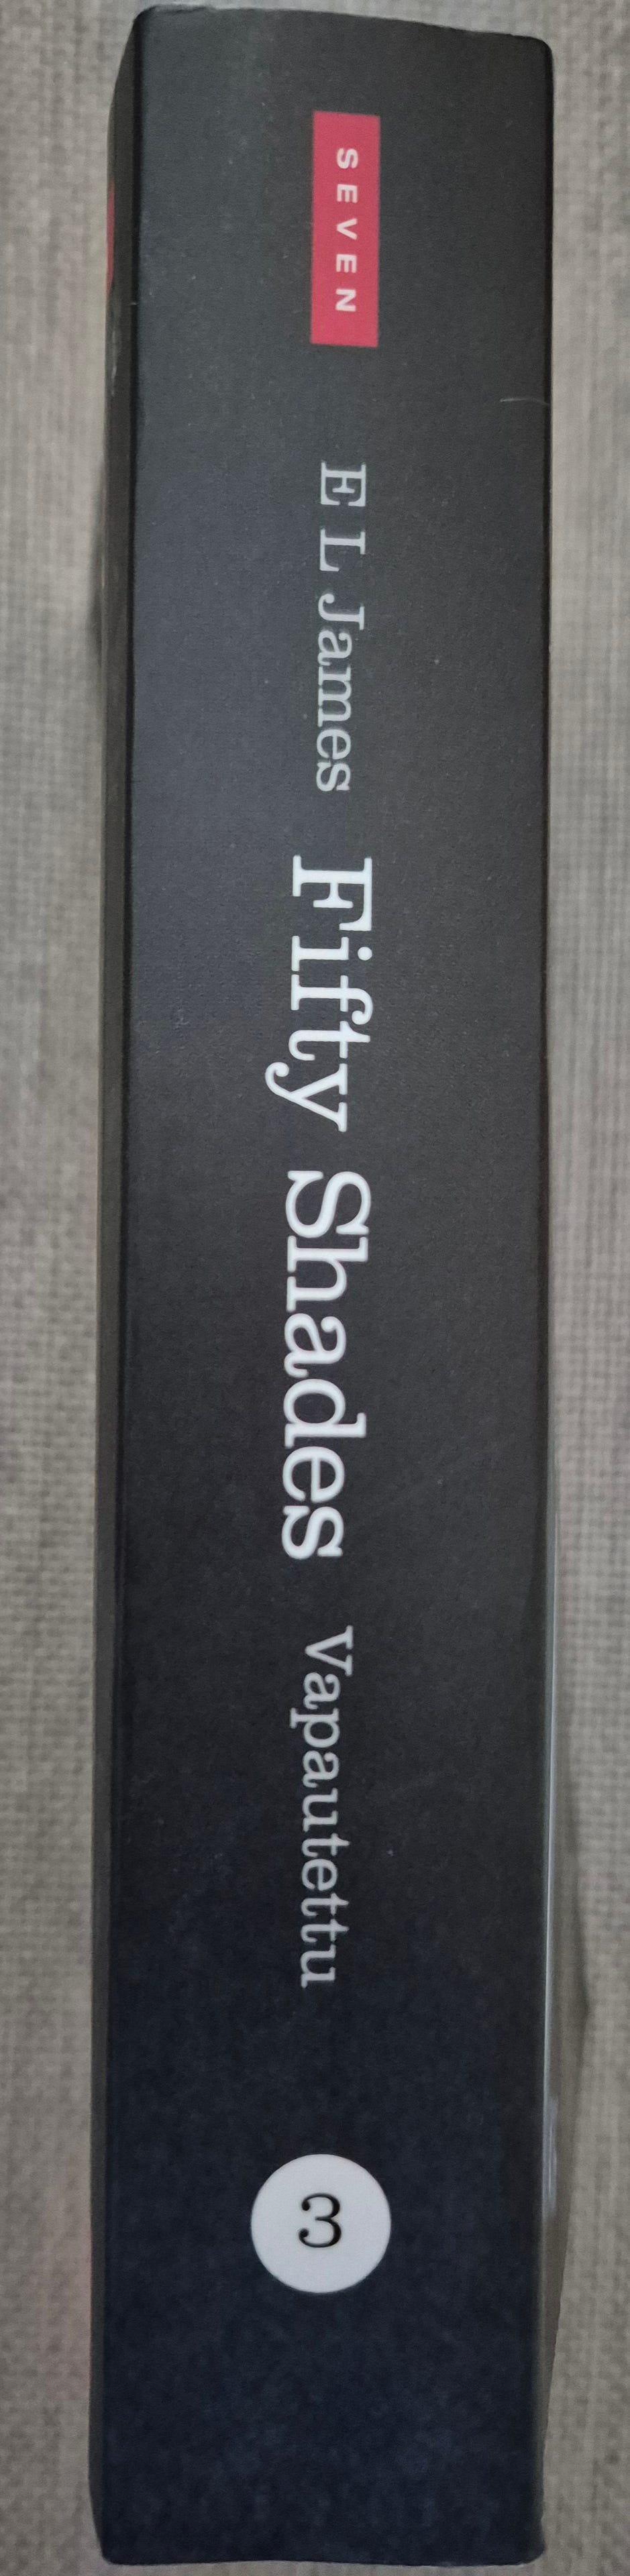 SEVEN
E L James Fifty Shades Vapautettu
3